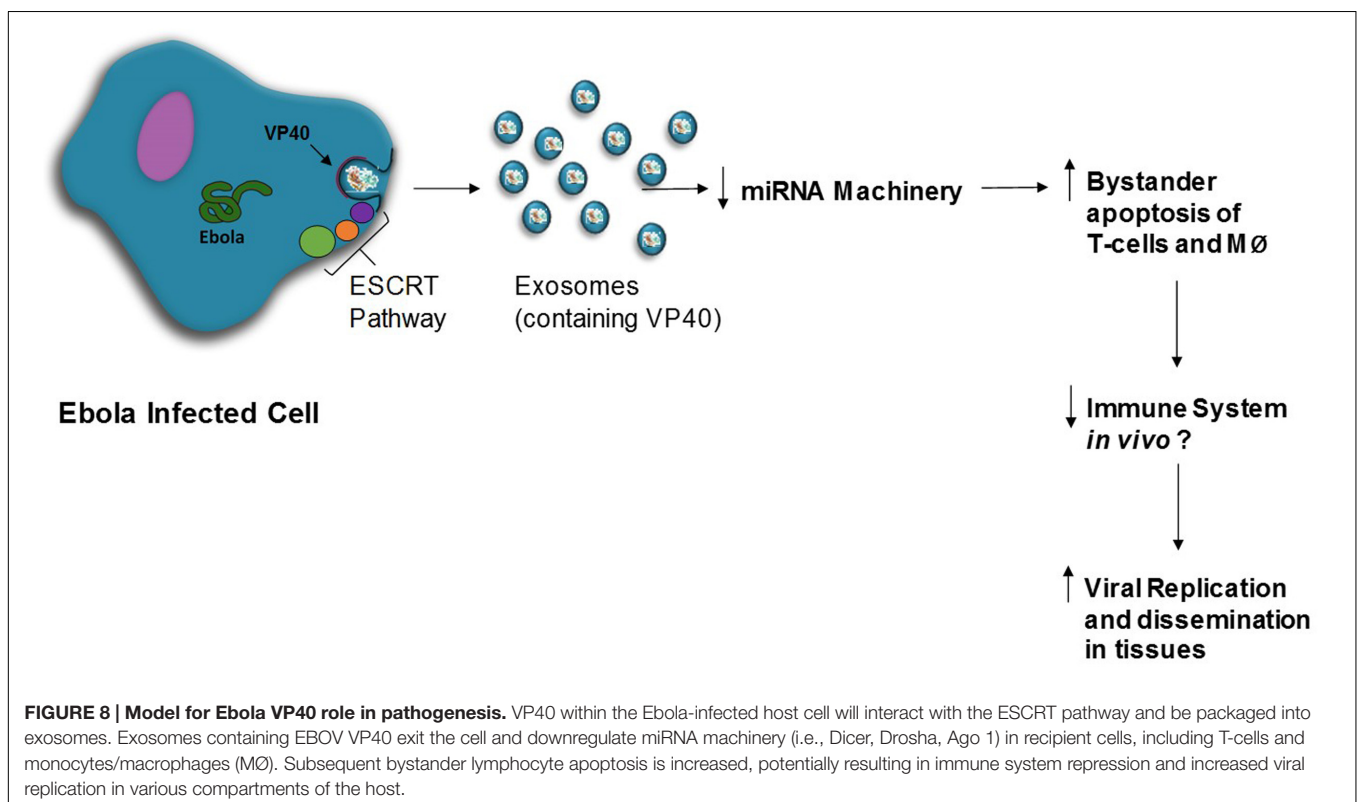 VP40
Ebola
ESCRT
Pathway
Exosomes
(containing VP40)
↓ miRNA Machinery
↑ Bystander
apoptosis of
T-cells and MØ
Ebola Infected Cell
↓ Immune System
in vivo ?
↑ Viral Replication
and dissemination
in tissues
FIGURE 8 | Model for Ebola VP40 role in pathogenesis. VP40 within the Ebola-infected host cell will interact with the ESCRT pathway and be packaged into
exosomes. Exosomes containing EBOV VP40 exit the cell and downregulate miRNA machinery (i.e., Dicer, Drosha, Ago 1) in recipient cells, including T-cells and
monocytes/macrophages (MØ). Subsequent bystander lymphocyte apoptosis is increased, potentially resulting in immune system repression and increased viral
replication in various compartments of the host.